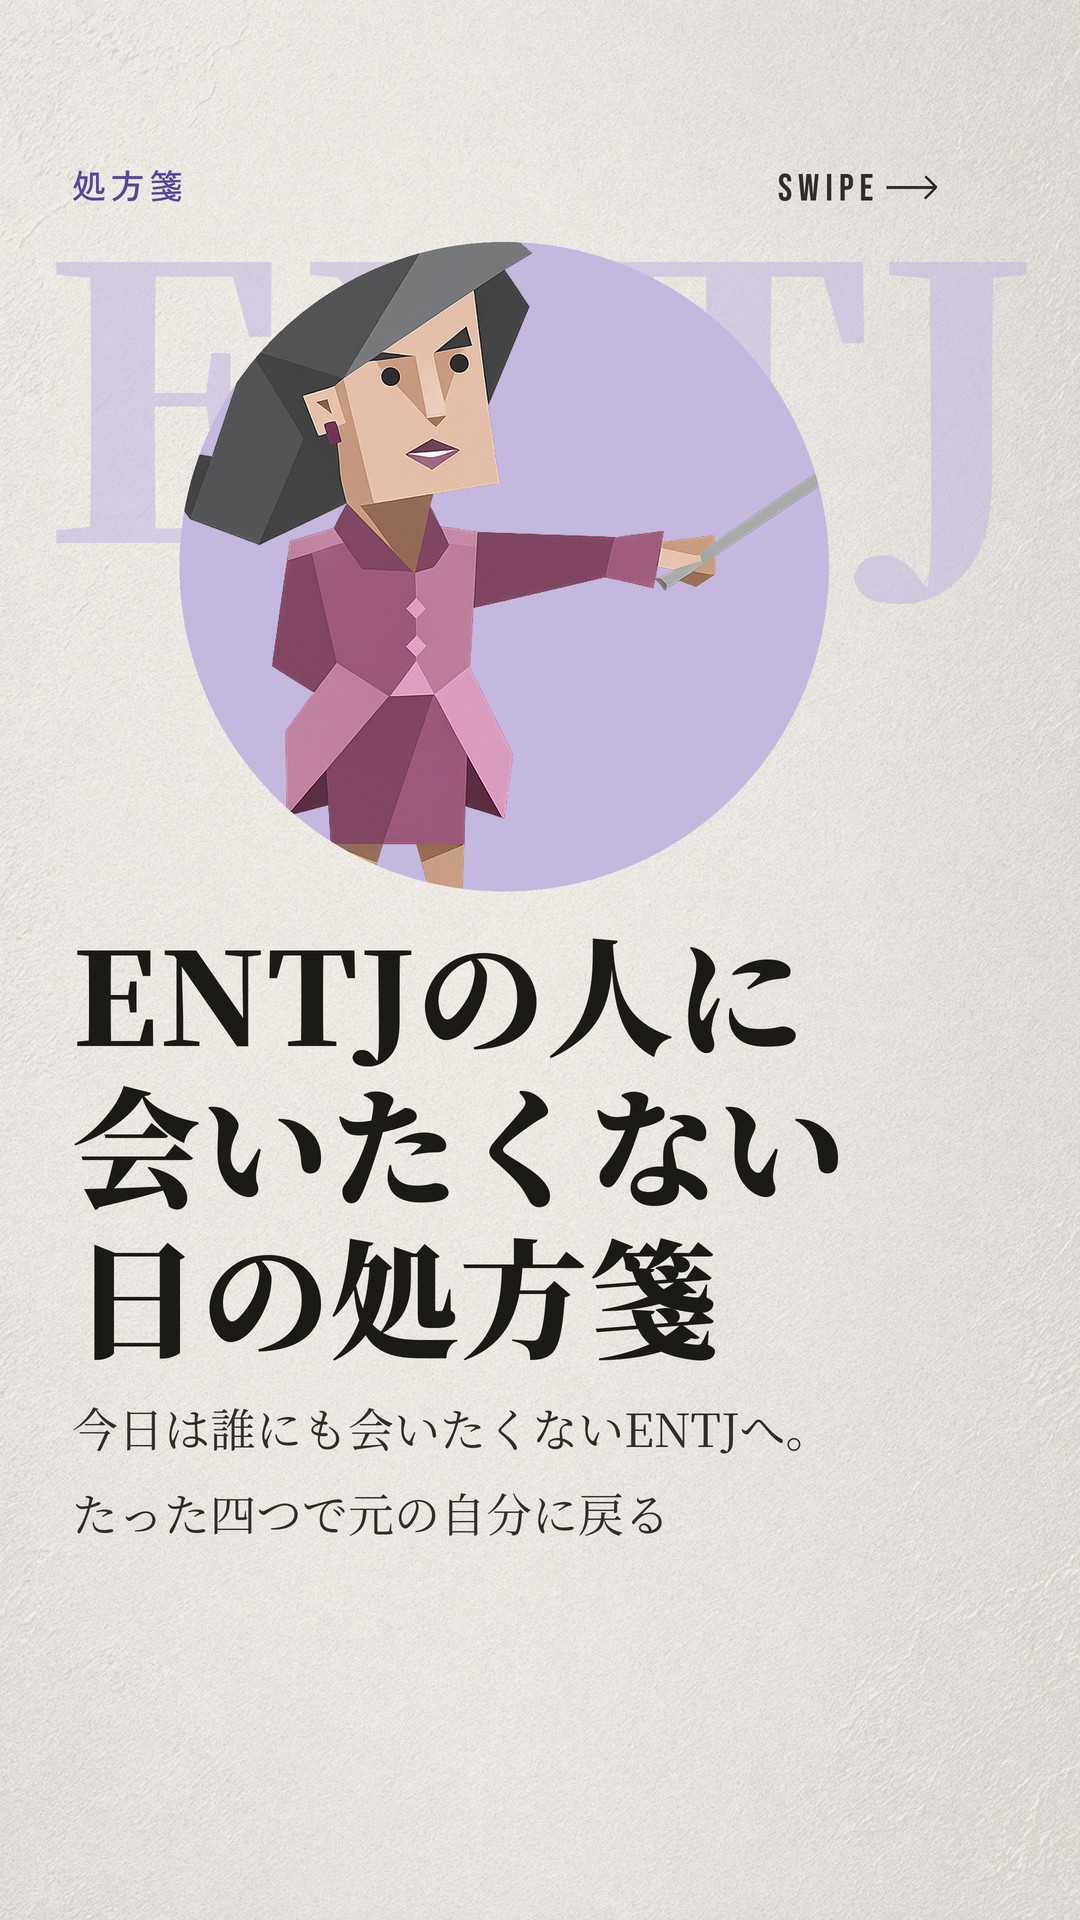 処方箋
SWIPE →
ENTJ
ENTJの人に
会いたくない
日の処方箋
今日は誰にも会いたくないENTJへ。
たった四つで元の自分に戻る